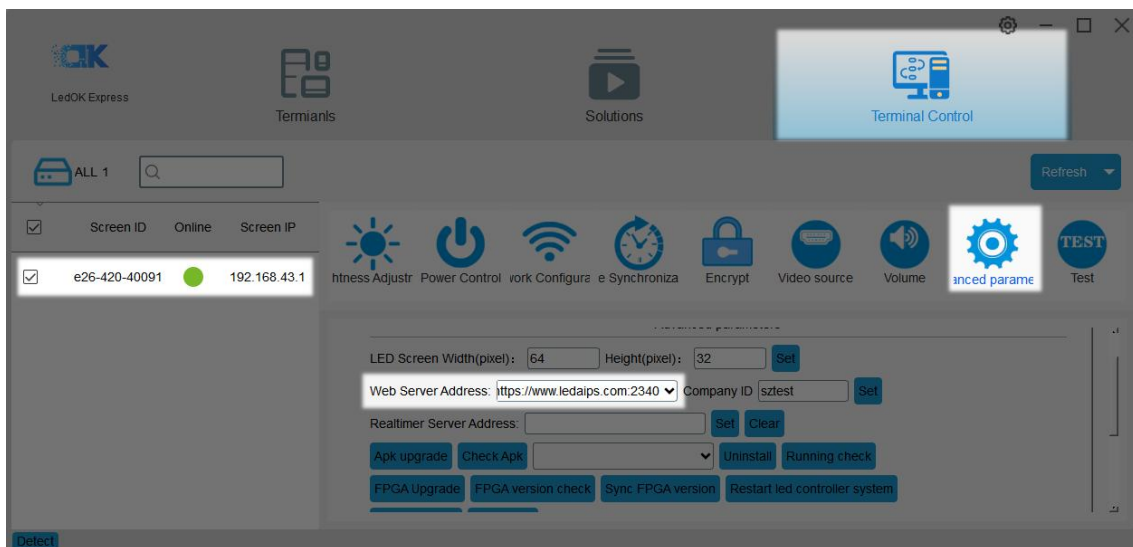 LedOK Express
Termianls
Solutions
Terminal Control
ALL 1
Refresh
Screen ID Online Screen IP
e26-420-40091 192.168.43.1
htness Adjustr Power Control work Configura e Synchroniza Encrypt Video source Volume anced parame Test
TEST
LED Screen Width(pixel): 64 Height(pixel): 32 Set
Web Server Address: https://www.ledaips.com:2340 Company ID sztest Set
Realtimer Server Address: Set Clear
Apk upgrade Check Apk Uninstall Running check
FPGA Upgrade FPGA version check Sync FPGA version Restart led controller system
Detect